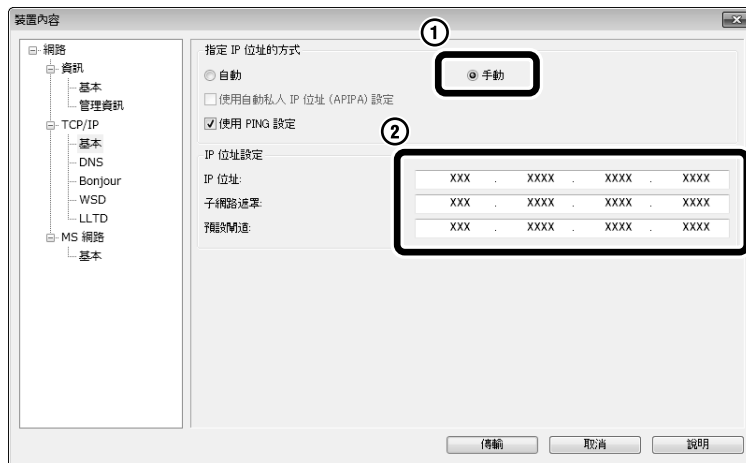 裝置內容
①
網路
資訊
基本
管理資訊
TCP/IP
基本
DNS
Bonjour
WSD
LLTD
MS 網路
基本
指定 IP 位址的方式
自動
手動
使用自動私人 IP 位址 (APIPA) 設定
使用 PING 設定
②
IP 位址設定
IP 位址: XXX . XXXX . XXXX . XXXX
子網路遮罩: XXX . XXXX . XXXX . XXXX
預設閘道: XXX . XXXX . XXXX . XXXX
傳輸 取消 說明